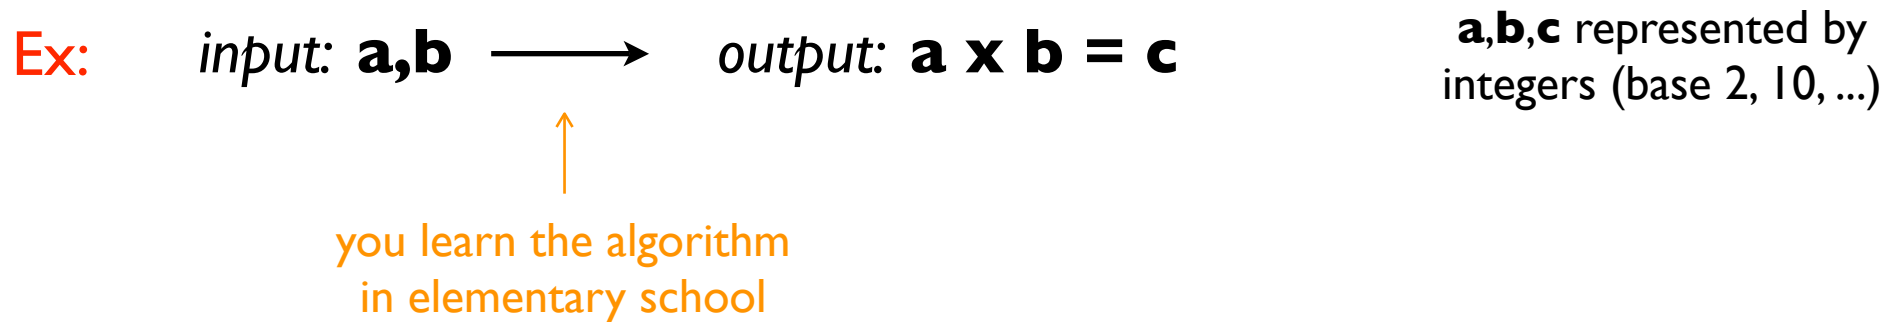 Ex: input: a,b output: a x b = c
a,b,c represented by
integers (base 2, 10, ...)
you learn the algorithm
in elementary school